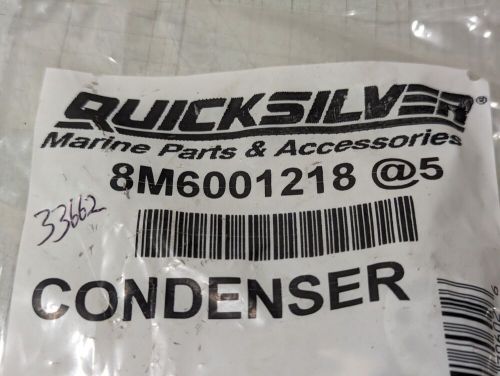 QUICKSILVER®
Marine Parts & Accessories
8M6001218 @5
33662
CONDENSER